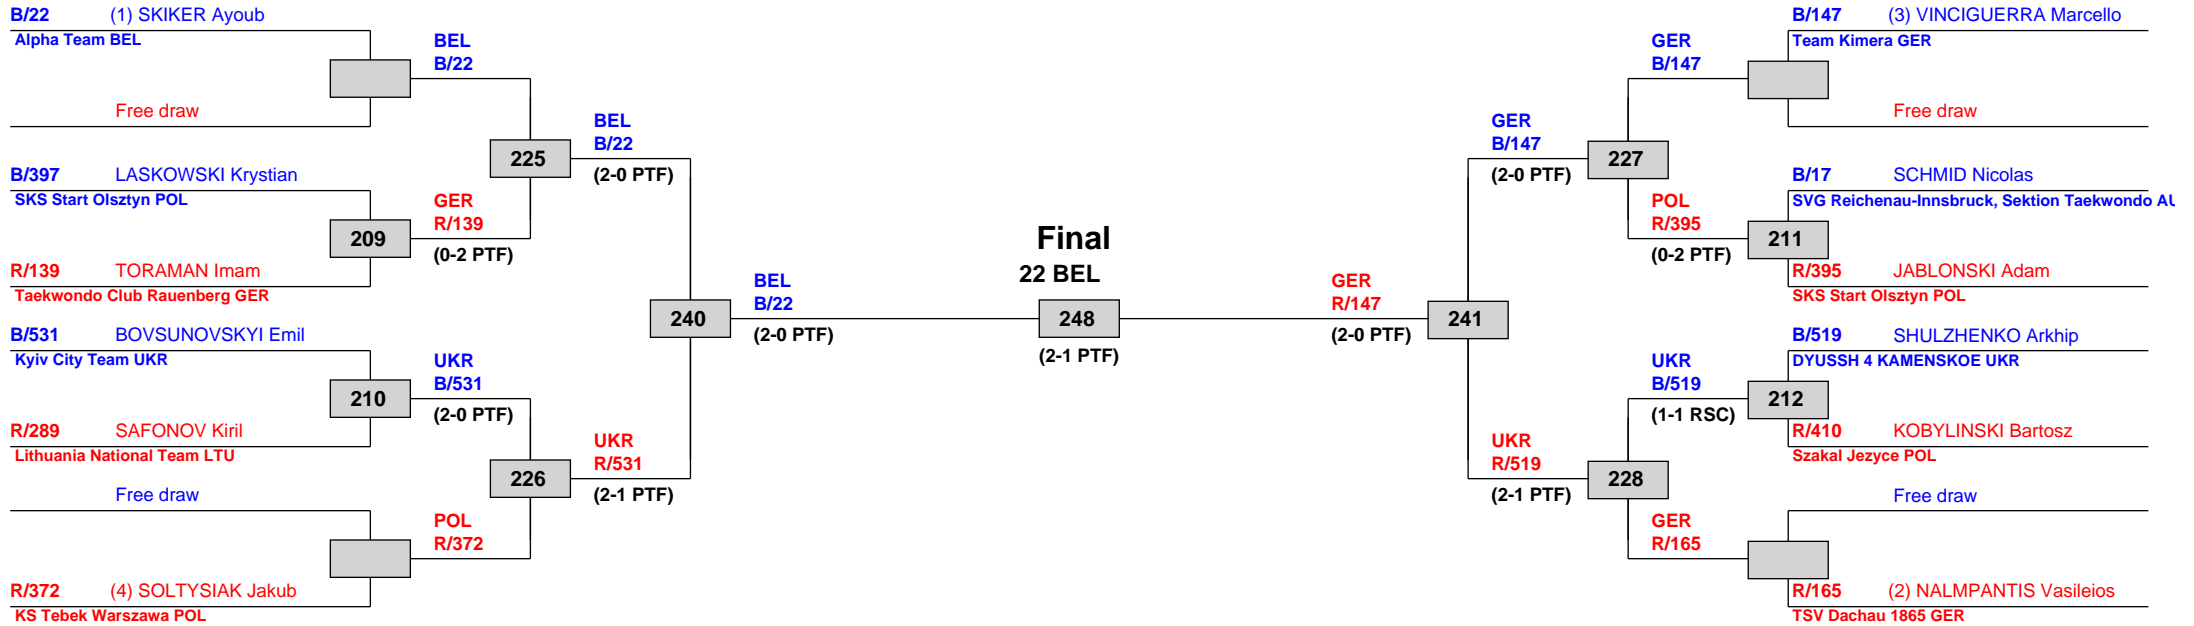 B/22 (1) SKIKER Ayoub
Alpha Team BEL
Free draw
B/397 LASKOWSKI Krystian
SKS Start Olsztyn POL
R/139 TORAMAN Imam
Taekwondo Club Rauenberg GER
B/531 BOVSUNOVSKYI Emil
Kyiv City Team UKR
R/289 SAFONOV Kiril
Lithuania National Team LTU
Free draw
R/372 (4) SOLTYSIAK Jakub
KS Tebek Warszawa POL
209
210
BEL
B/22
GER
R/139
(0-2 PTF)
UKR
B/531
(2-0 PTF)
POL
R/372
225
226
BEL
B/22
(2-0 PTF)
UKR
R/531
(2-1 PTF)
240
BEL
B/22
(2-0 PTF)
Final
22 BEL
248
(2-1 PTF)
GER
R/147
(2-0 PTF)
241
GER
B/147
(2-0 PTF)
UKR
R/519
(2-1 PTF)
227
228
GER
B/147
POL
R/395
(0-2 PTF)
UKR
B/519
(1-1 RSC)
GER
R/165
211
212
B/147 (3) VINCIGUERRA Marcello
Team Kimera GER
Free draw
B/17 SCHMID Nicolas
SVG Reichenau-Innsbruck, Sektion Taekwondo AU
R/395 JABLONSKI Adam
SKS Start Olsztyn POL
B/519 SHULZHENKO Arkhip
DYUSSH 4 KAMENSKOE UKR
R/410 KOBYLINSKI Bartosz
Szakal Jezyce POL
Free draw
R/165 (2) NALMPANTIS Vasileios
TSV Dachau 1865 GER